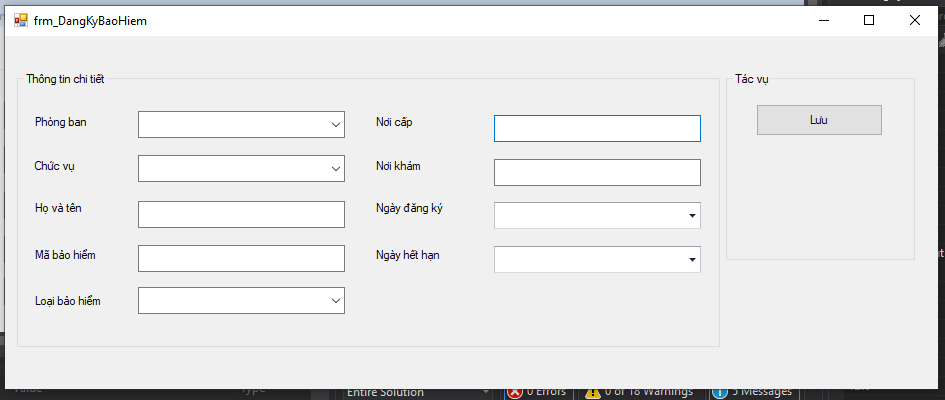 frm_DangKyBaoHiem
Thông tin chi tiết
Phòng ban
Nơi cấp
Chức vụ
Nơi khám
Họ và tên
Ngày đăng ký
Mã bảo hiểm
Ngày hết hạn
Loại bảo hiểm
Tác vụ
Lưu
Value
Type
Entire Solution
0 Errors
0 of 18 Warnings
5 Messages